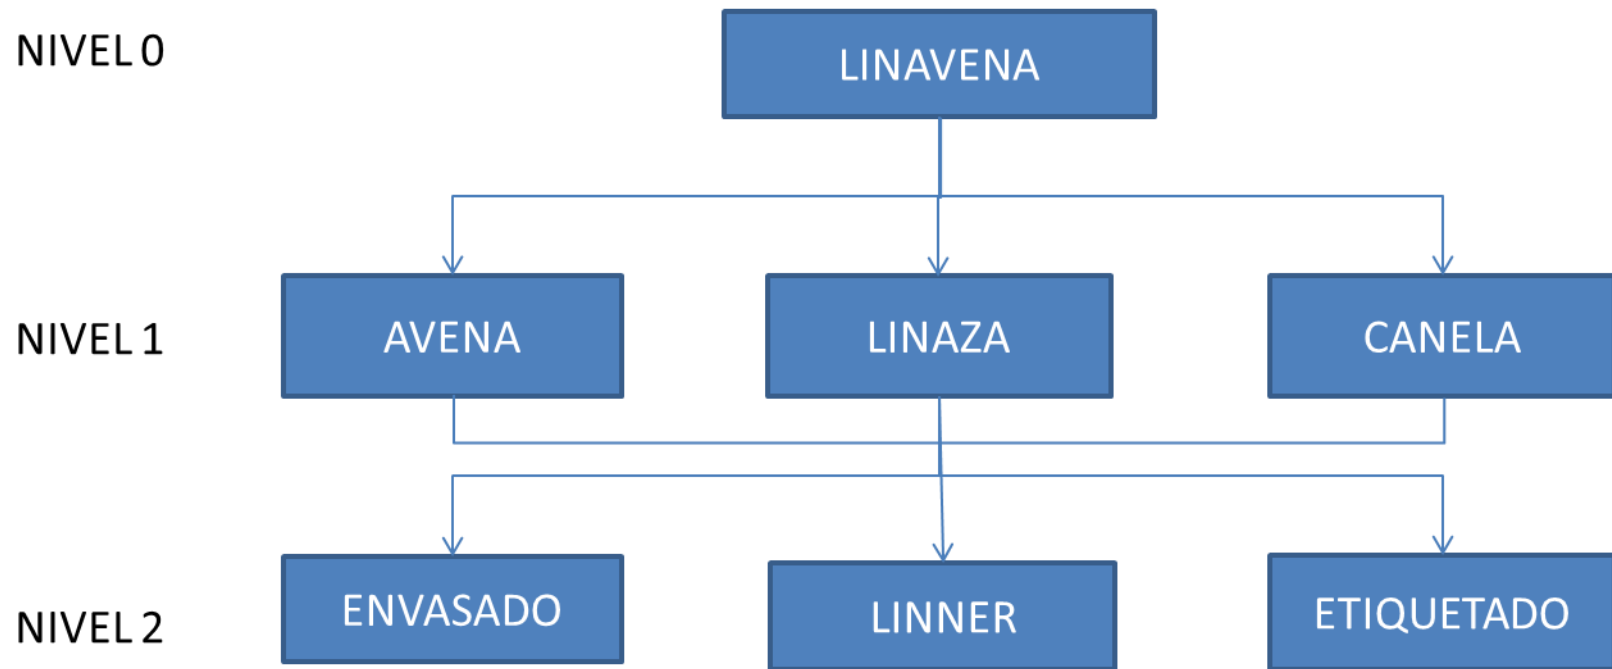 NIVEL 0
LINAVENA
NIVEL 1
AVENA
LINAZA
CANELA
NIVEL 2
ENVASADO
LINNER
ETIQUETADO